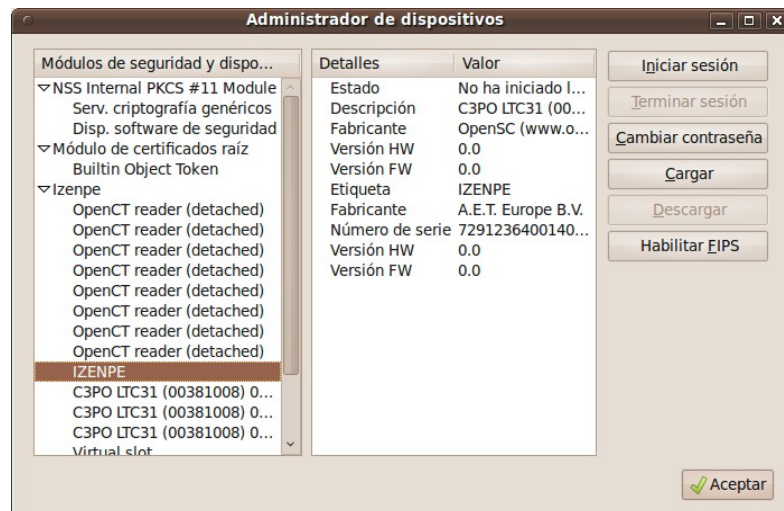 Administrador de dispositivos
Módulos de seguridad y dispo...
NSS Internal PKCS #11 Module
Serv. criptografía genéricos
Disp. software de seguridad
Módulo de certificados raíz
Builtin Object Token
Izenpe
OpenCT reader (detached)
OpenCT reader (detached)
OpenCT reader (detached)
OpenCT reader (detached)
OpenCT reader (detached)
OpenCT reader (detached)
OpenCT reader (detached)
OpenCT reader (detached)
IZENPE
C3PO LTC31 (00381008) 0...
C3PO LTC31 (00381008) 0...
C3PO LTC31 (00381008) 0...
Virtual slot
Detalles Valor
Estado No ha iniciado l...
Descripción C3PO LTC31 (00...
Fabricante OpenSC (www.o...
Versión HW 0.0
Versión FW 0.0
Etiqueta IZENPE
Fabricante A.E.T. Europe B.V.
Número de serie 7291236400140...
Versión HW 0.0
Versión FW 0.0
Iniciar sesión
Terminar sesión
Cambiar contraseña
Cargar
Descargar
Habilitar FIPS
Aceptar